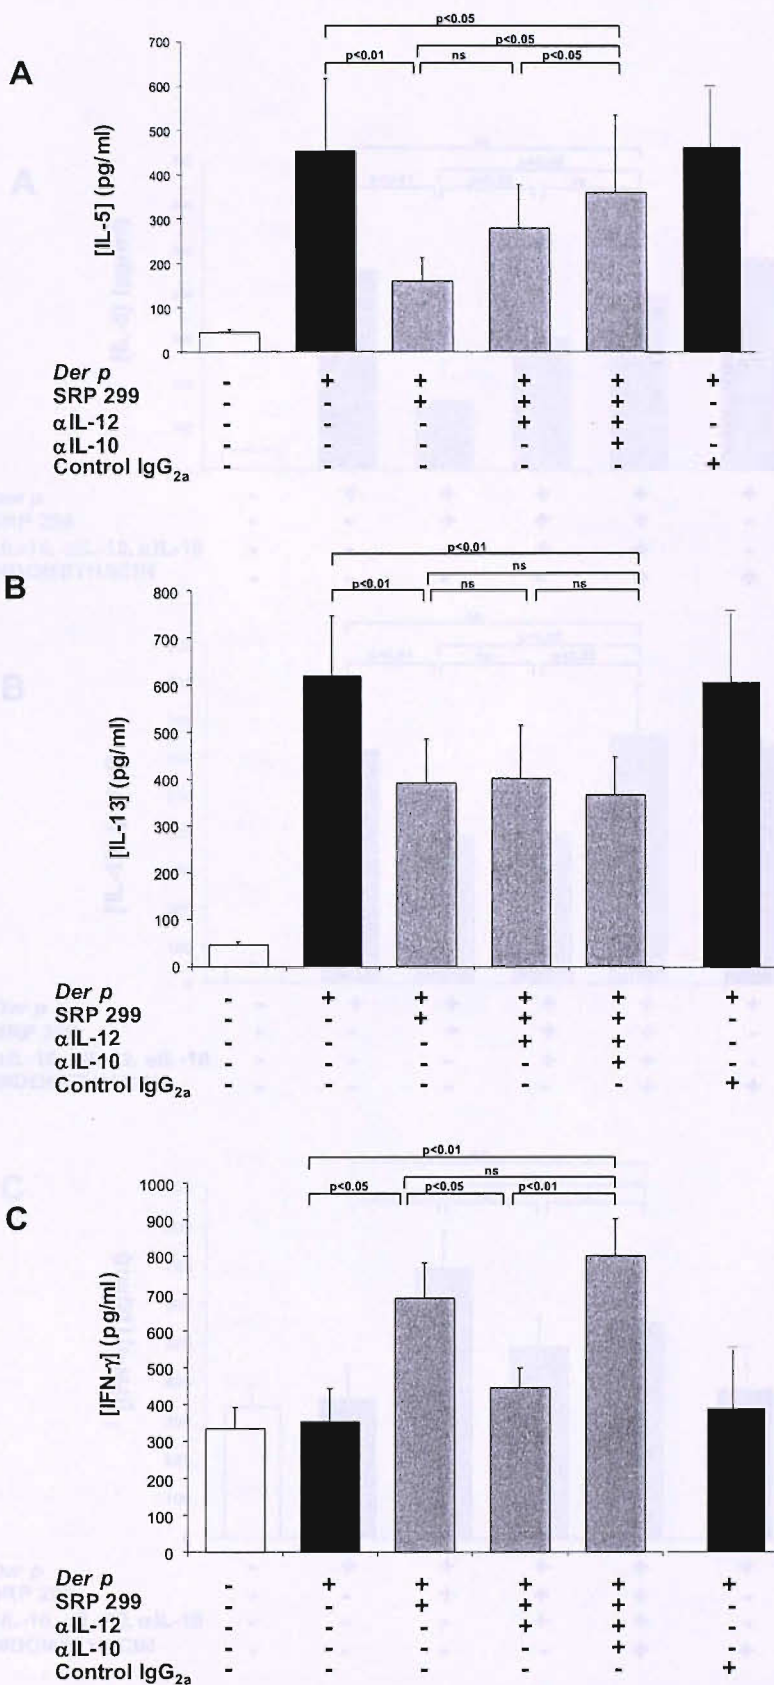 p<0.05
p<0.05
p<0.01 ns p<0.05
A
700
600
500
400
300
200
100
0
[IL-5] (pg/ml)
Der p - + + + + +
SRP 299 - - + + + -
αIL-12 - - - + + -
αIL-10 - - - - + -
Control IgG2a - - - - - +
p<0.01
ns
p<0.01 ns ns
B
800
700
600
500
400
300
200
100
0
[IL-13] (pg/ml)
Der p - + + + + +
SRP 299 - - + + + -
αIL-12 - - - + + -
αIL-10 - - - - + -
Control IgG2a - - - - - +
p<0.01
ns
p<0.05 p<0.05 p<0.01
C
1000
900
800
700
600
500
400
300
200
100
0
[IFN-γ] (pg/ml)
Der p - + + + + +
SRP 299 - - + + + -
αIL-12 - - - + + -
αIL-10 - - - - + -
Control IgG2a - - - - - +